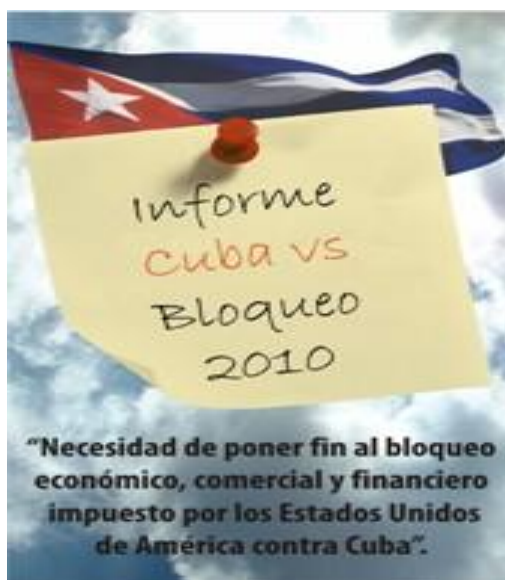 Informe
Cuba vs
Bloqueo
2010
“Necesidad de poner fin al bloqueo
económico, comercial y financiero
impuesto por los Estados Unidos
de América contra Cuba”.